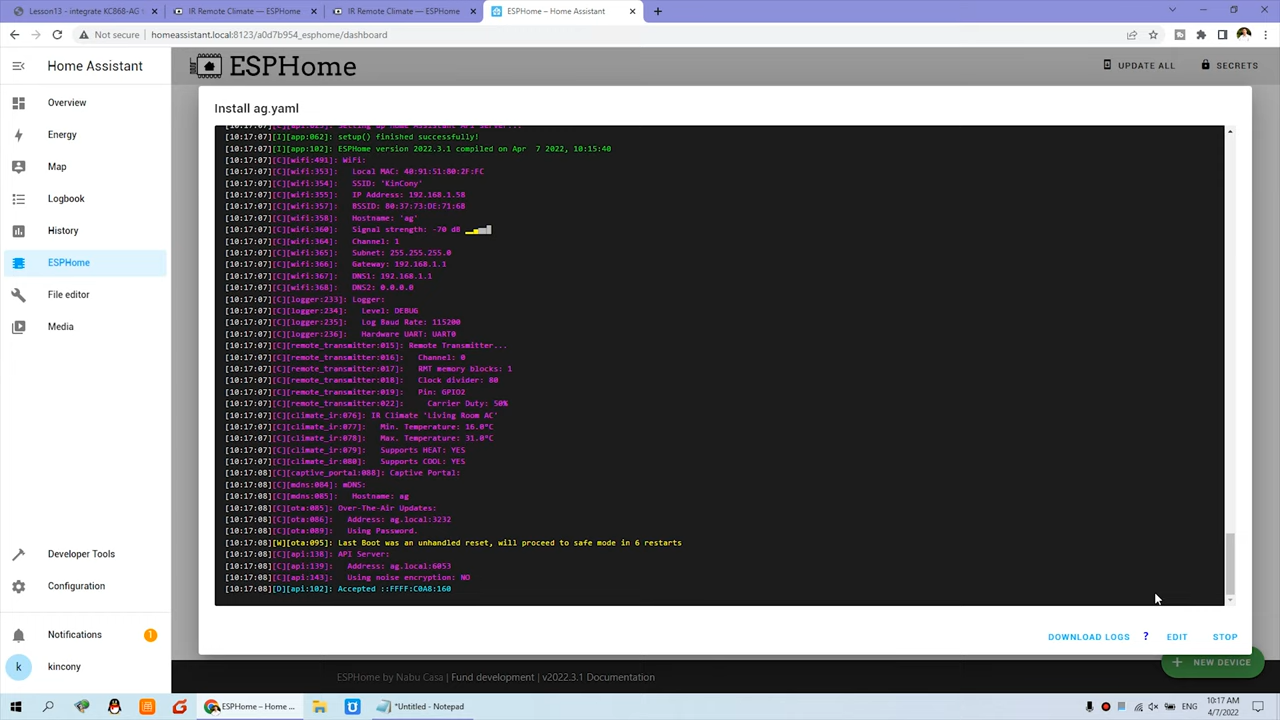 Lesson13 - integrate KC868-AG
IR Remote Climate — ESPHome
IR Remote Climate — ESPHome
ESPHome – Home Assistant
Not secure | homeassistant.local:8123/a0d7b954_esphome/dashboard
Home Assistant
ESPHome
UPDATE ALL
SECRETS
Overview
Energy
Map
Logbook
History
ESPHome
File editor
Media
Developer Tools
Configuration
Notifications
1
k
kincony
Install ag.yaml
[10:17:07][C][api:025]: Setting up Home Assistant API server...
[10:17:07][I][app:062]: setup() finished successfully!
[10:17:07][I][app:102]: ESPHome version 2022.3.1 compiled on Apr  7 2022, 10:15:40
[10:17:07][C][wifi:491]: WiFi:
[10:17:07][C][wifi:353]:   Local MAC: 40:91:51:80:2F:FC
[10:17:07][C][wifi:354]:   SSID: 'KinCony'
[10:17:07][C][wifi:355]:   IP Address: 192.168.1.58
[10:17:07][C][wifi:357]:   BSSID: 80:37:73:DE:71:6B
[10:17:07][C][wifi:358]:   Hostname: 'ag'
[10:17:07][C][wifi:360]:   Signal strength: -70 dB
[10:17:07][C][wifi:364]:   Channel: 1
[10:17:07][C][wifi:365]:   Subnet: 255.255.255.0
[10:17:07][C][wifi:366]:   Gateway: 192.168.1.1
[10:17:07][C][wifi:367]:   DNS1: 192.168.1.1
[10:17:07][C][wifi:368]:   DNS2: 0.0.0.0
[10:17:07][C][logger:233]: Logger:
[10:17:07][C][logger:234]:   Level: DEBUG
[10:17:07][C][logger:235]:   Log Baud Rate: 115200
[10:17:07][C][logger:236]:   Hardware UART: UART0
[10:17:07][C][remote_transmitter:015]: Remote Transmitter...
[10:17:07][C][remote_transmitter:016]:   Channel: 0
[10:17:07][C][remote_transmitter:017]:   RMT memory blocks: 1
[10:17:07][C][remote_transmitter:018]:   Clock divider: 80
[10:17:07][C][remote_transmitter:019]:   Pin: GPIO2
[10:17:07][C][remote_transmitter:022]:     Carrier Duty: 50%
[10:17:07][C][climate_ir:076]: IR Climate 'Living Room AC'
[10:17:07][C][climate_ir:077]:   Min. Temperature: 16.0°C
[10:17:07][C][climate_ir:078]:   Max. Temperature: 31.0°C
[10:17:07][C][climate_ir:079]:   Supports HEAT: YES
[10:17:07][C][climate_ir:080]:   Supports COOL: YES
[10:17:08][C][captive_portal:088]: Captive Portal:
[10:17:08][C][mdns:084]: mDNS:
[10:17:08][C][mdns:085]:   Hostname: ag
[10:17:08][C][ota:085]: Over-The-Air Updates:
[10:17:08][C][ota:086]:   Address: ag.local:3232
[10:17:08][C][ota:089]:   Using Password.
[10:17:08][W][ota:095]: Last Boot was an unhandled reset, will proceed to safe mode in 6 restarts
[10:17:08][C][api:138]: API Server:
[10:17:08][C][api:139]:   Address: ag.local:6053
[10:17:08][C][api:143]:   Using noise encryption: NO
[10:17:08][D][api:102]: Accepted ::FFFF:C0A8:160
DOWNLOAD LOGS
?
EDIT
STOP
NEW DEVICE
ESPHome by Nabu Casa | Fund development | v2022.3.1 Documentation
ESPHome – Home ...
*Untitled - Notepad
ENG
10:17 AM
4/7/2022